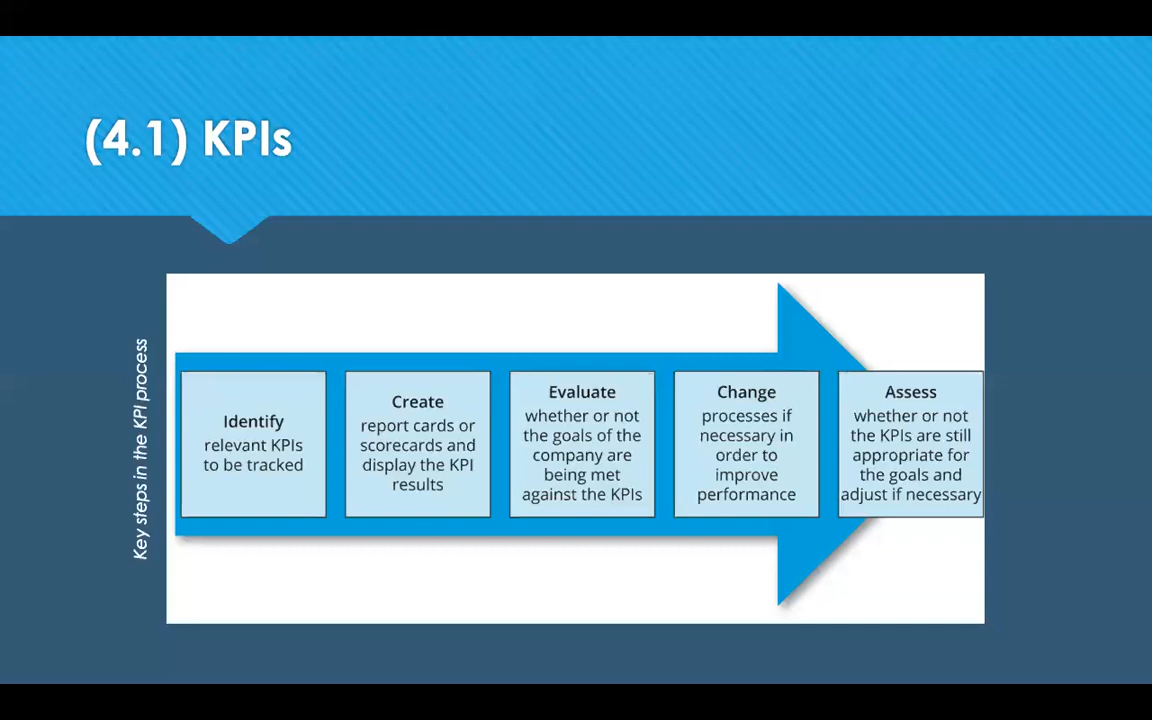 (4.1) KPIs
Key steps in the KPI process
Identify
relevant KPIs
to be tracked
Create
report cards or
scorecards and
display the KPI
results
Evaluate
whether or not
the goals of the
company are
being met
against the KPIs
Change
processes if
necessary in
order to
improve
performance
Assess
whether or not
the KPIs are still
appropriate for
the goals and
adjust if necessary